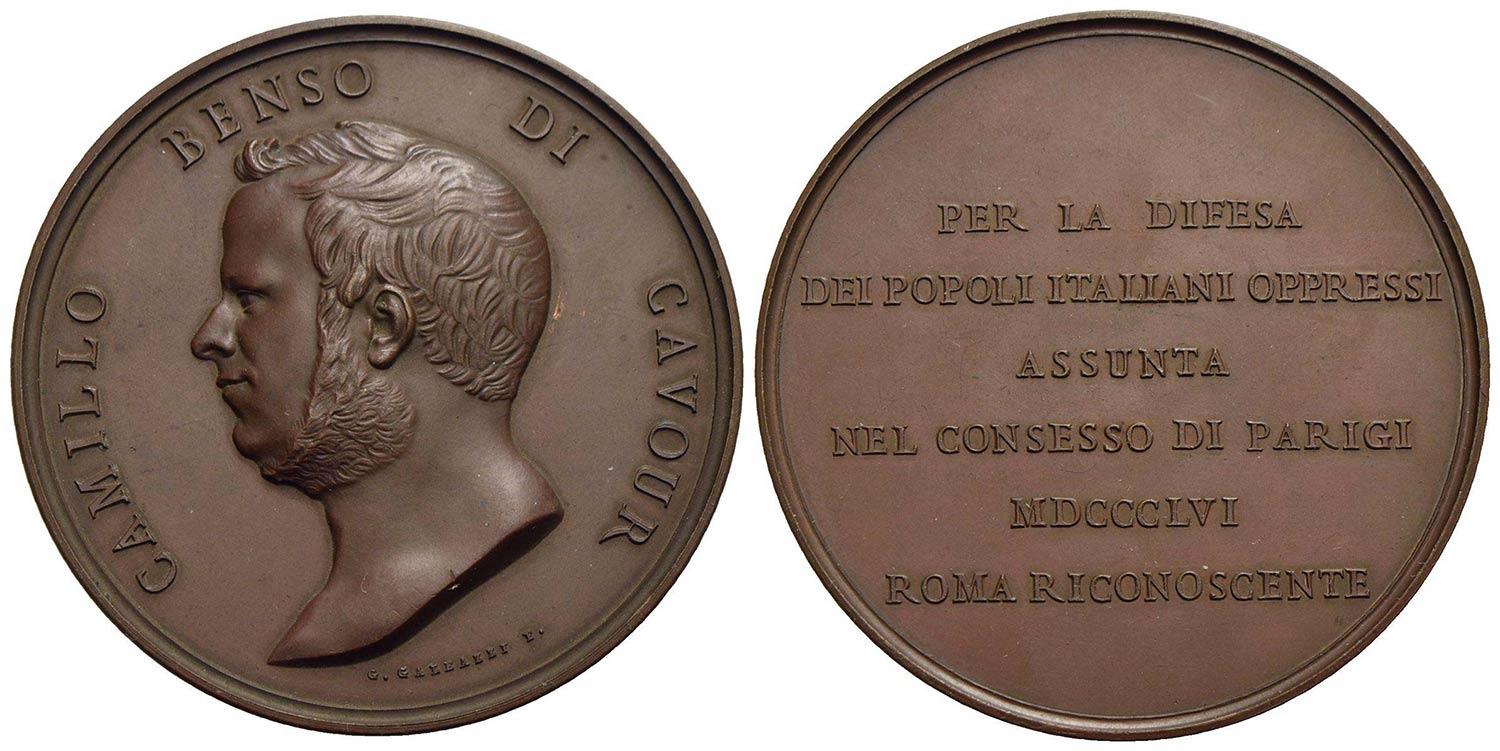 CAMILLO BENSO DI CAVOUR
G. GALEAZZI F.
PER LA DIFESA
DEI POPOLI ITALIANI OPPRESSI
ASSUNTA
NEL CONSESSO DI PARIGI
MDCCCLVI
ROMA RICONOSCENTE